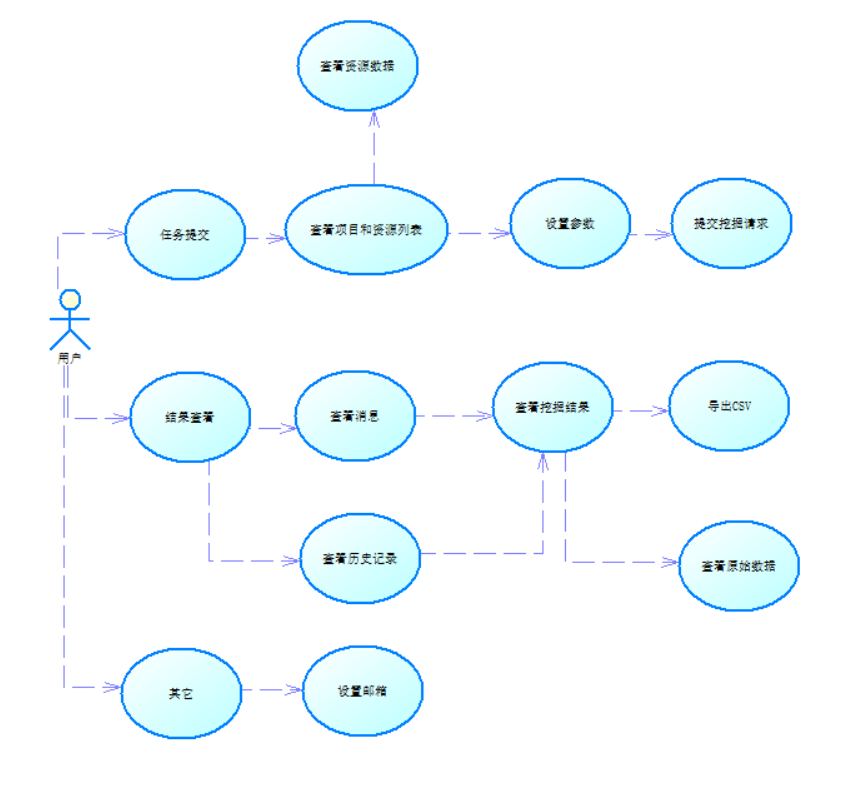 查看资源数据
任务提交
查看项目和资源列表
设置参数
提交挖掘请求
用户
结果查看
查看消息
查看挖掘结果
导出CSV
查看历史记录
查看原始数据
其它
设置邮箱